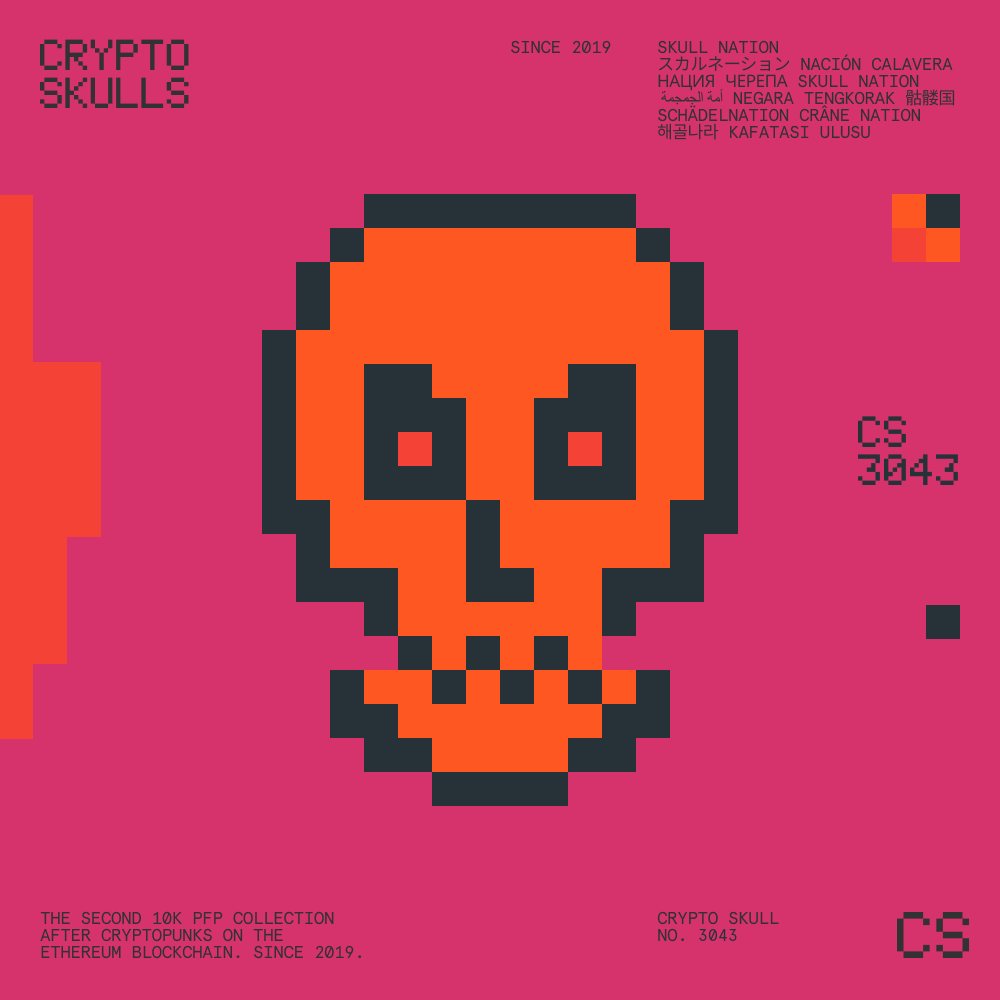 CRYPTO
SKULLS
SINCE 2019
SKULL NATION
スカルネーション NACIÓN CALAVERA
НАЦИЯ ЧЕРЕПА SKULL NATION
أمة الجمجمة NEGARA TENGKORAK 骷髅国
SCHÄDELNATION CRÂNE NATION
해골나라 KAFATASI ULUSU
CS
3043
THE SECOND 10K PFP COLLECTION
AFTER CRYPTOPUNKS ON THE
ETHEREUM BLOCKCHAIN. SINCE 2019.
CRYPTO SKULL
NO. 3043
CS